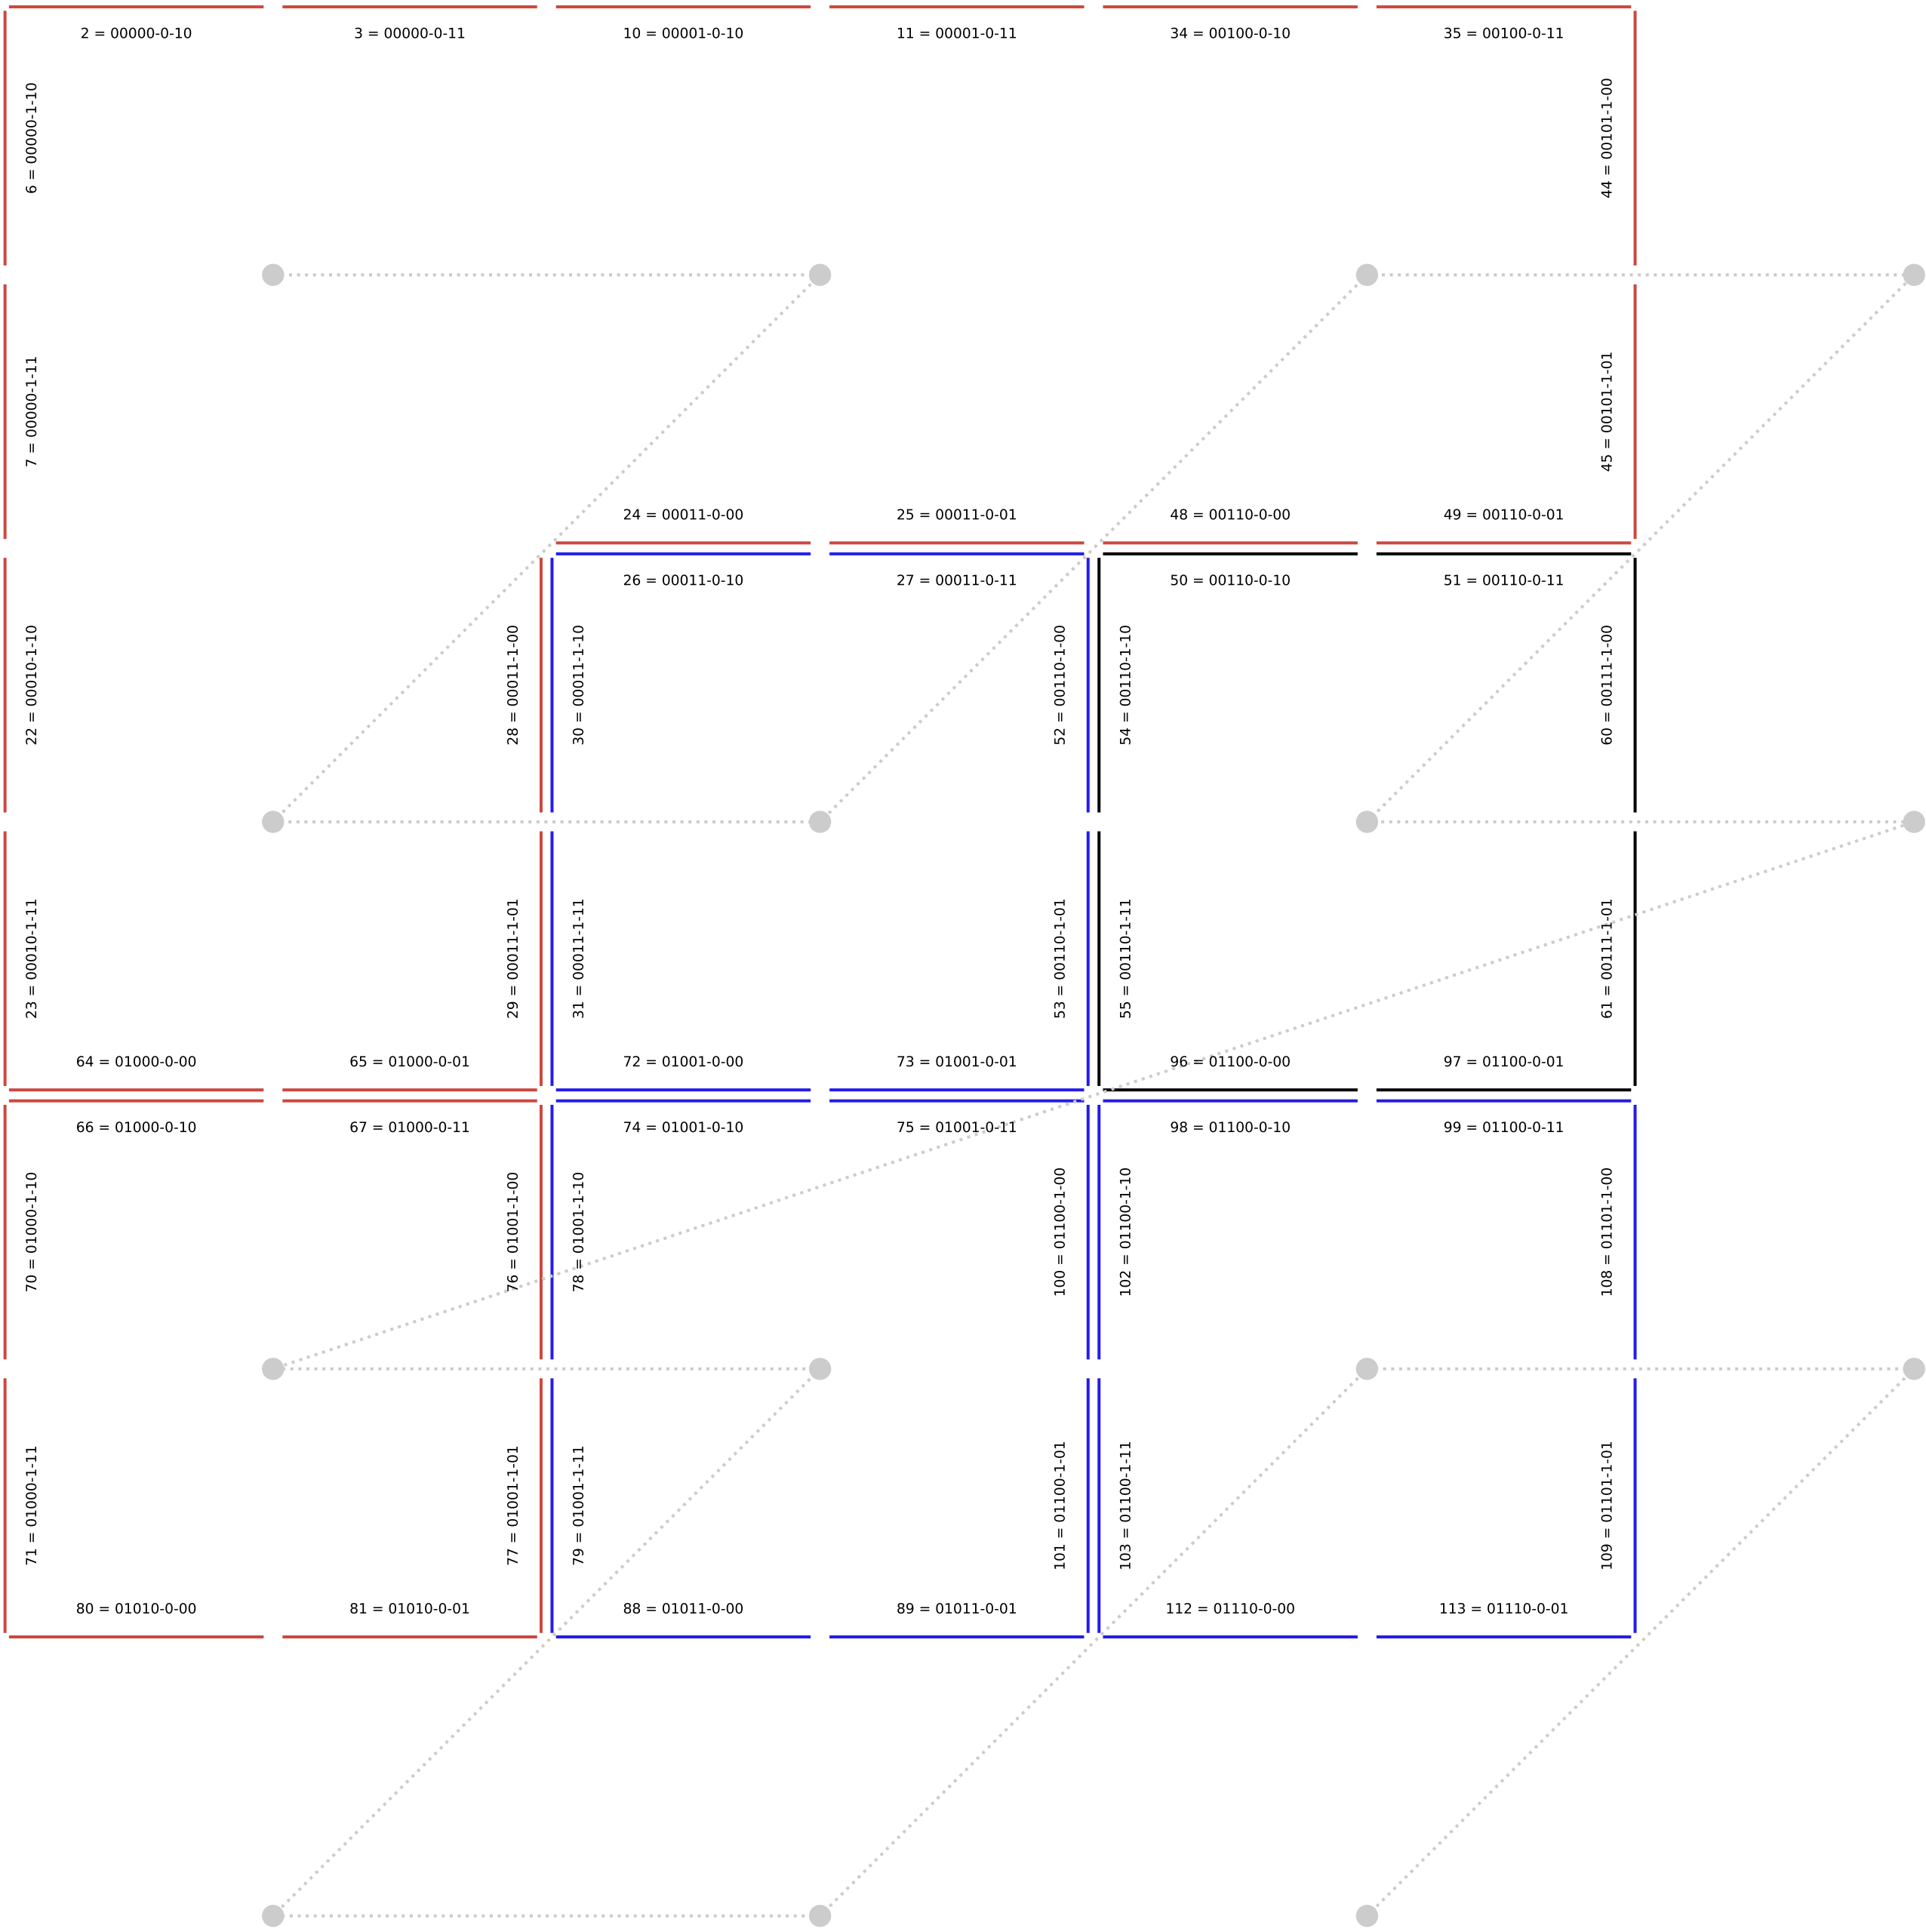 2 = 00000-0-10
3 = 00000-0-11
10 = 00001-0-10
11 = 00001-0-11
34 = 00100-0-10
35 = 00100-0-11
6 = 00000-1-10
44 = 00101-1-00
7 = 00000-1-11
45 = 00101-1-01
24 = 00011-0-00
25 = 00011-0-01
48 = 00110-0-00
49 = 00110-0-01
26 = 00011-0-10
27 = 00011-0-11
50 = 00110-0-10
51 = 00110-0-11
22 = 00010-1-10
28 = 00011-1-00
30 = 00011-1-10
52 = 00110-1-00
54 = 00110-1-10
60 = 00111-1-00
23 = 00010-1-11
29 = 00011-1-01
31 = 00011-1-11
53 = 00110-1-01
55 = 00110-1-11
61 = 00111-1-01
64 = 01000-0-00
65 = 01000-0-01
72 = 01001-0-00
73 = 01001-0-01
96 = 01100-0-00
97 = 01100-0-01
66 = 01000-0-10
67 = 01000-0-11
74 = 01001-0-10
75 = 01001-0-11
98 = 01100-0-10
99 = 01100-0-11
70 = 01000-1-10
76 = 01001-1-00
78 = 01001-1-10
100 = 01100-1-00
102 = 01100-1-10
108 = 01101-1-00
71 = 01000-1-11
77 = 01001-1-01
79 = 01001-1-11
101 = 01100-1-01
103 = 01100-1-11
109 = 01101-1-01
80 = 01010-0-00
81 = 01010-0-01
88 = 01011-0-00
89 = 01011-0-01
112 = 01110-0-00
113 = 01110-0-01